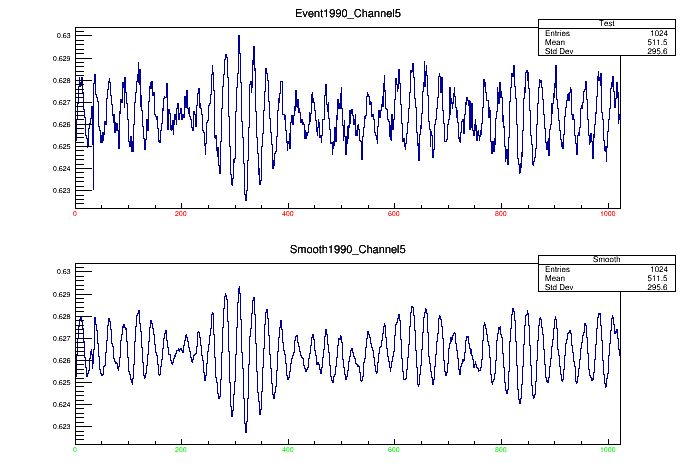 Event1990_Channel5
Test
Entries 1024
Mean 511.5
Std Dev 295.6
0.63
0.629
0.628
0.627
0.626
0.625
0.624
0.623
0 200 400 600 800 1000
Smooth1990_Channel5
Smooth
Entries 1024
Mean 511.5
Std Dev 295.6
0.63
0.629
0.628
0.627
0.626
0.625
0.624
0.623
0 200 400 600 800 1000